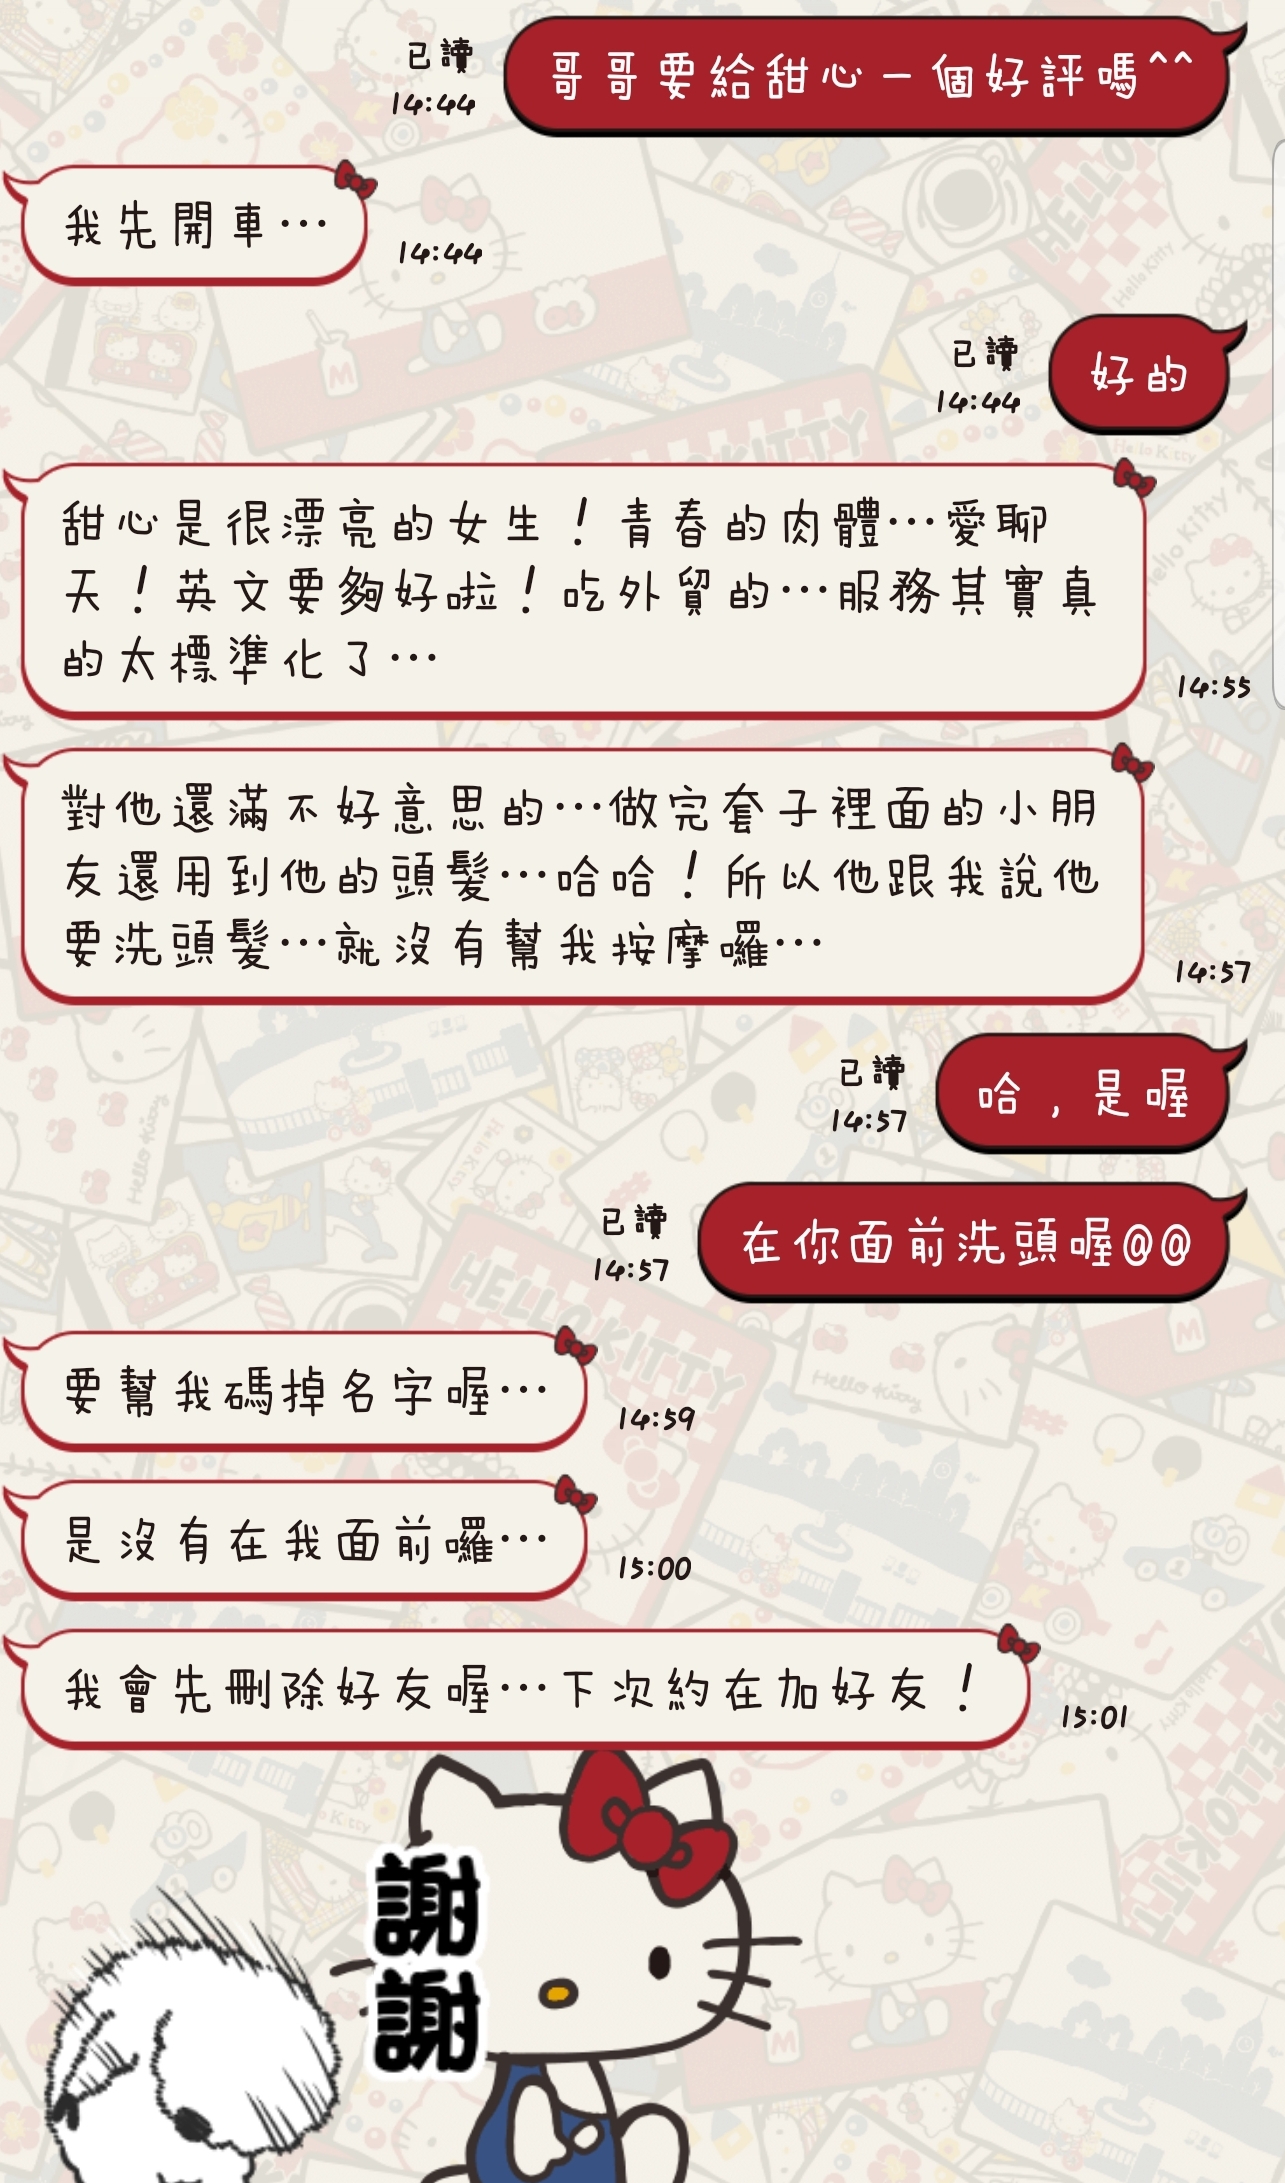 哥哥要給甜心一個好評嗎^^
已讀
14:44
我先開車…
14:44
好的
已讀
14:44
甜心是很漂亮的女生!青春的肉體…愛聊
天!英文要夠好啦!吃外貿的…服務其實真
的太標準化了…
14:55
對他還滿不好意思的…做完套子裡面的小朋
友還用到他的頭髮…哈哈!所以他跟我說他
要洗頭髮…就沒有幫我按摩囉…
14:57
哈,是喔
已讀
14:57
在你面前洗頭喔@@
已讀
14:57
要幫我碼掉名字喔…
14:59
是沒有在我面前囉…
15:00
我會先刪除好友喔…下次約在加好友!
15:01
謝
謝